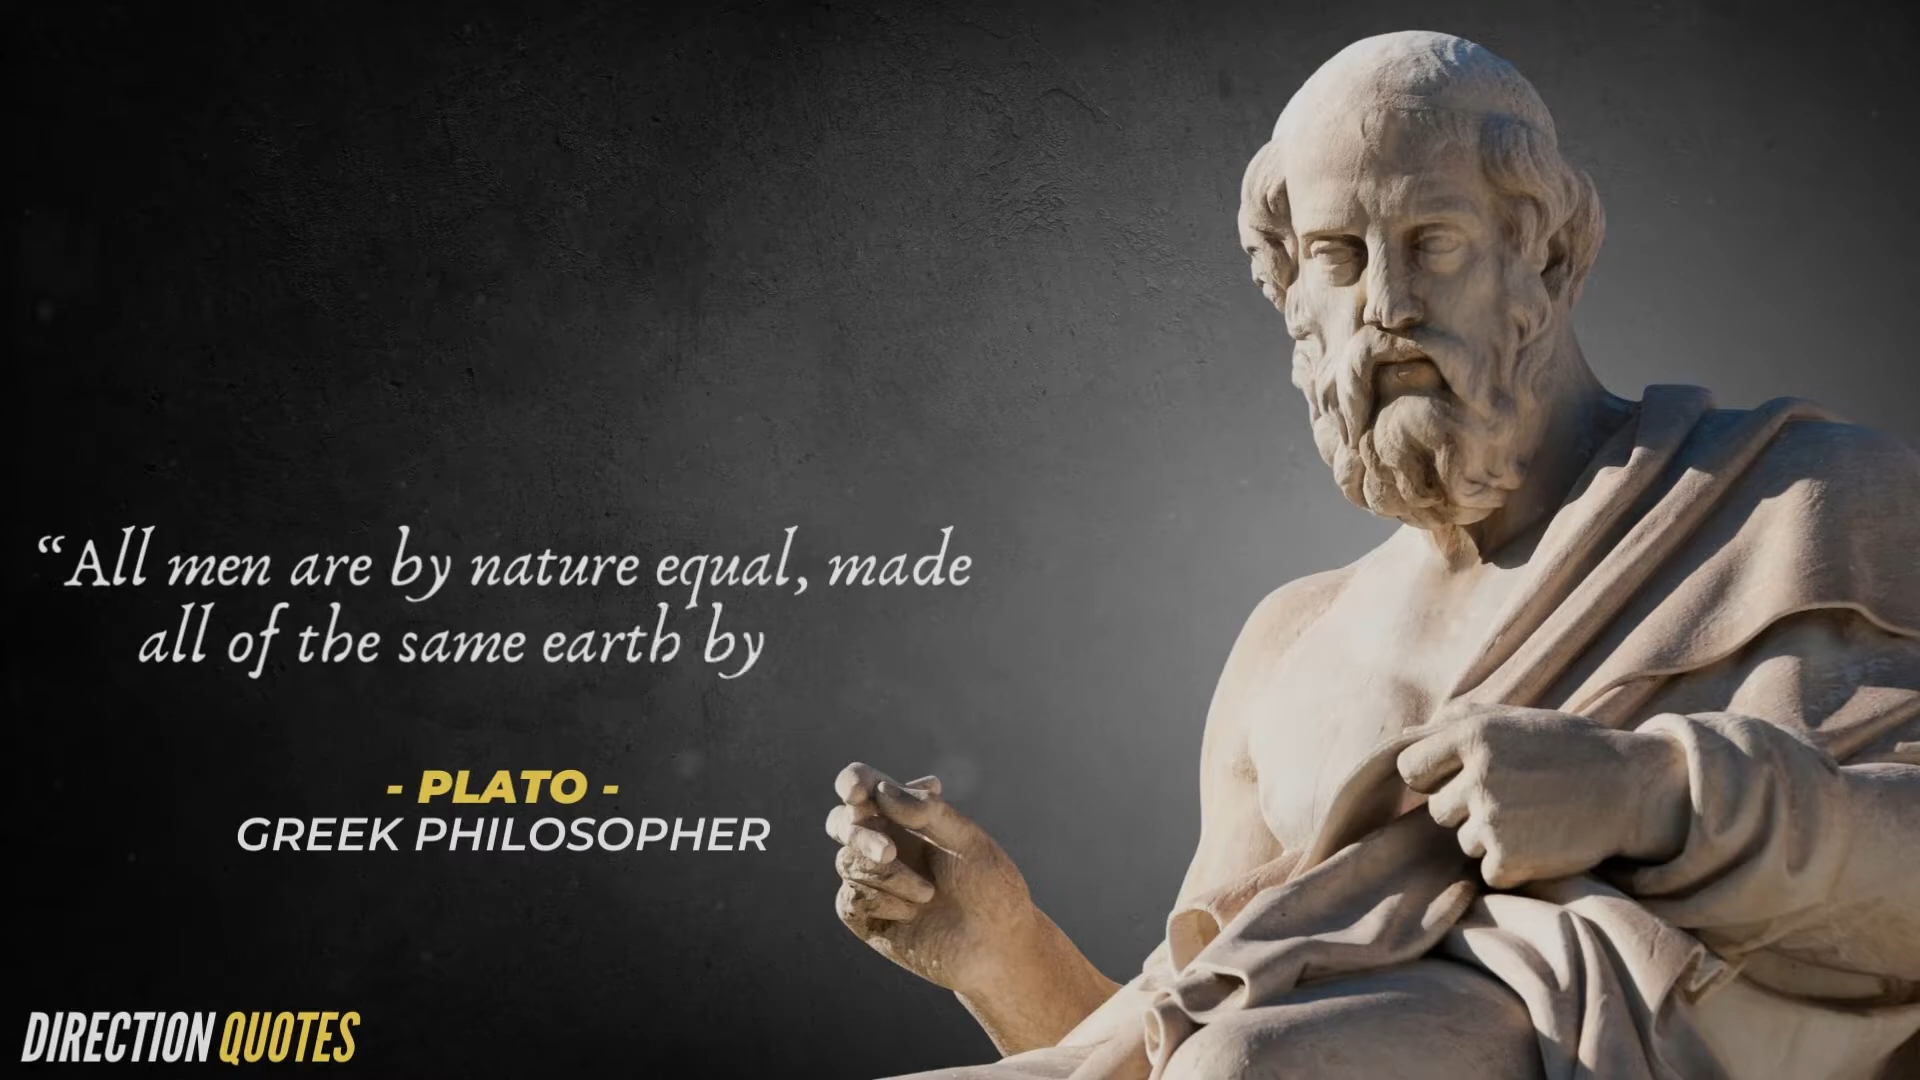 “All men are by nature equal, made
all of the same earth by
- PLATO -
GREEK PHILOSOPHER
DIRECTION QUOTES